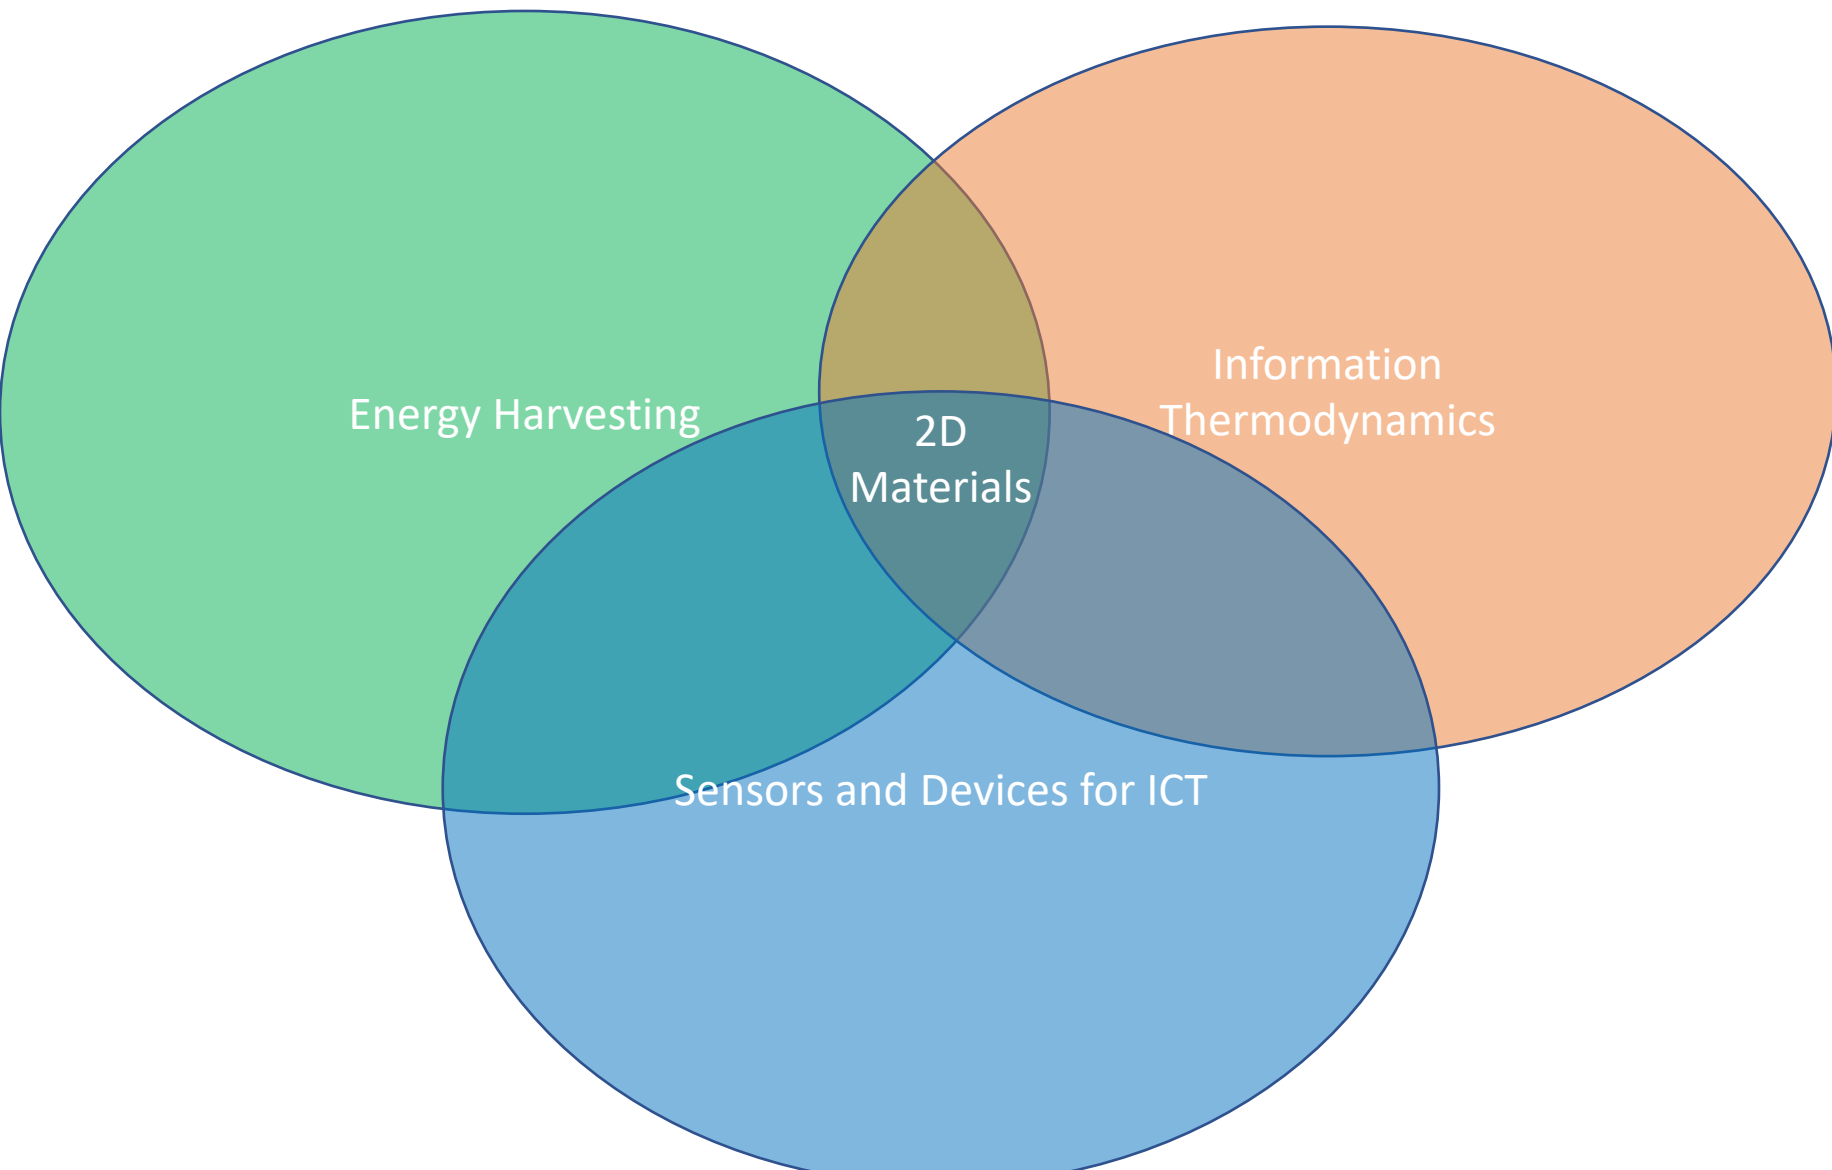 Energy Harvesting
Information
Thermodynamics
2D
Materials
Sensors and Devices for ICT